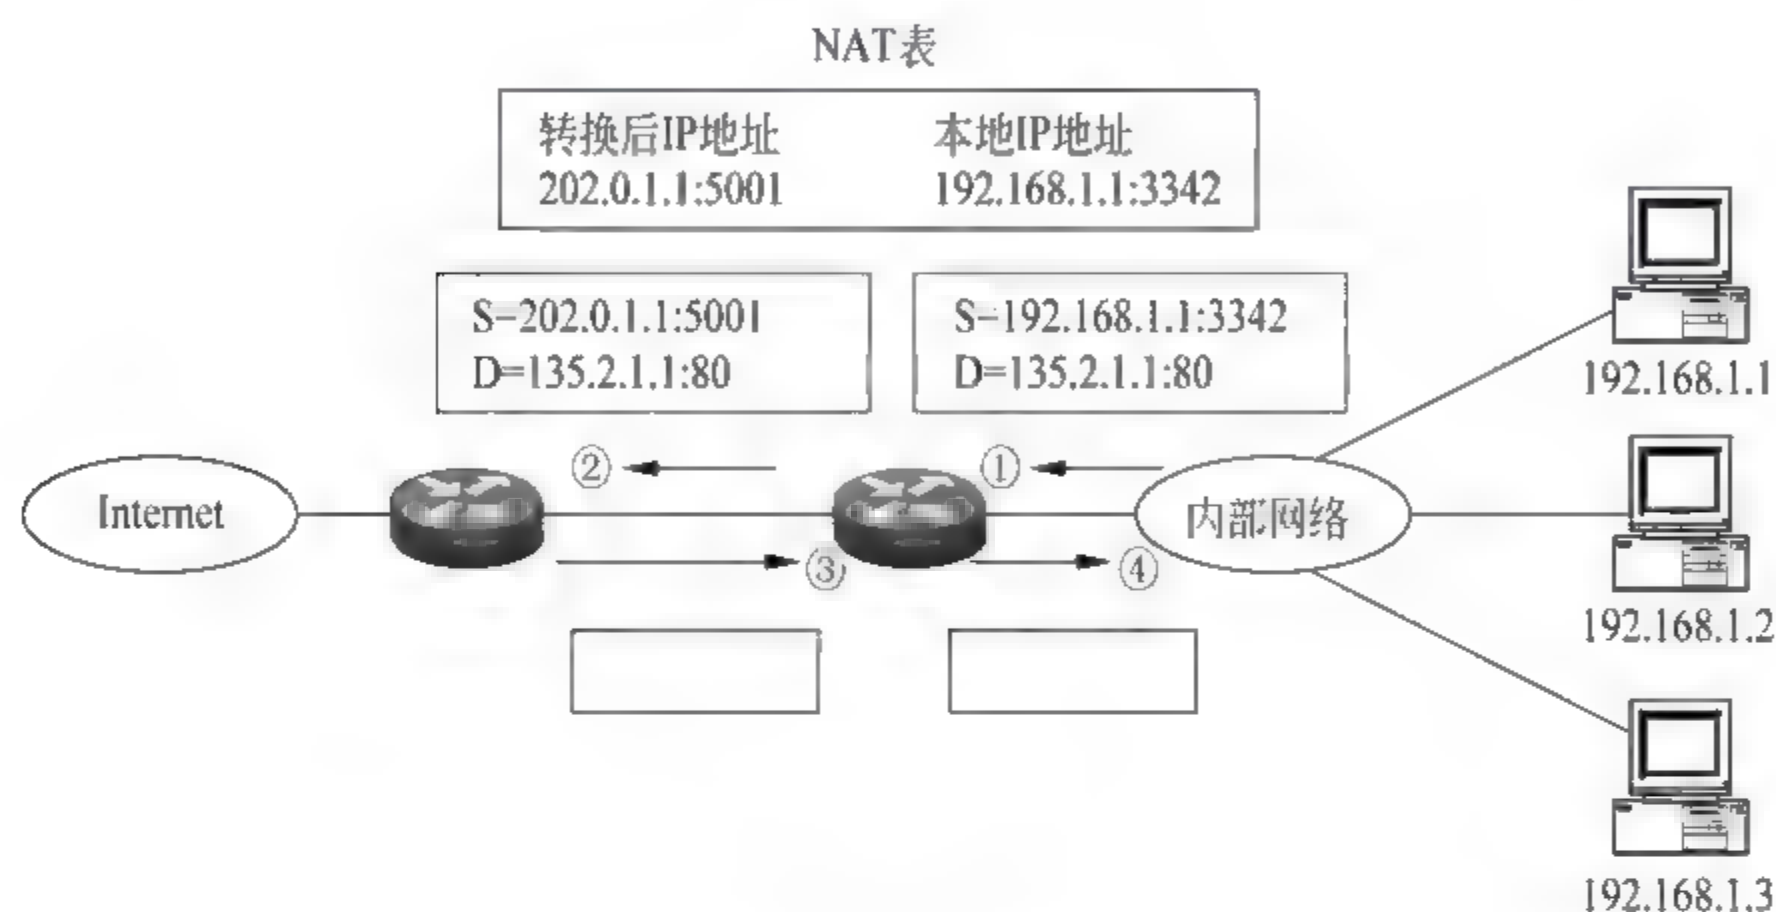 NAT表
转换后IP地址 本地IP地址
202.0.1.1:5001 192.168.1.1:3342
S=202.0.1.1:5001
D=135.2.1.1:80
S=192.168.1.1:3342
D=135.2.1.1:80
192.168.1.1
② ①
Internet
内部网络
③ ④
192.168.1.2
192.168.1.3